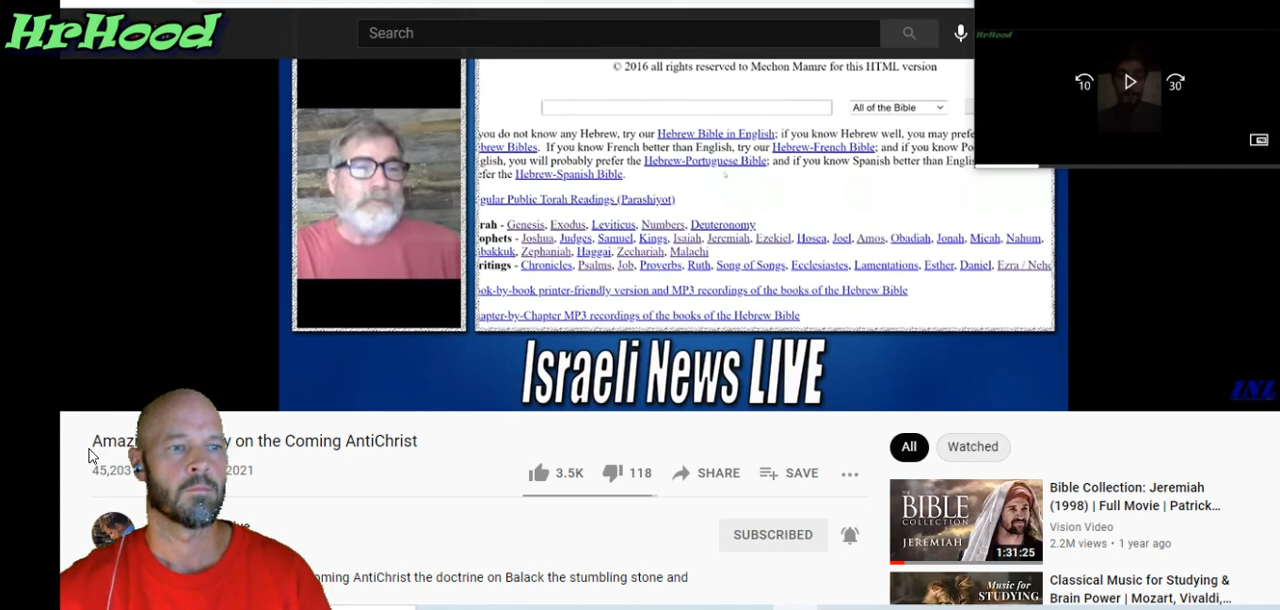 HrHood
Search
HrHood
10
30
© 2016 all rights reserved to Mechon Mamre for this HTML version
All of the Bible
you do not know any Hebrew, try our Hebrew Bible in English; if you know Hebrew well, you may prefe
brew Bibles. If you know French better than English, try our Hebrew-French Bible; and if you know Po
glish, you will probably prefer the Hebrew-Portuguese Bible; and if you know Spanish better than Englis
efer the Hebrew-Spanish Bible.
gular Public Torah Readings (Parashiyot)
rah - Genesis, Exodus, Leviticus, Numbers, Deuteronomy
ophets - Joshua, Judges, Samuel, Kings, Isaiah, Jeremiah, Ezekiel, Hosea, Joel, Amos, Obadiah, Jonah, Micah, Nahum,
bakkuk, Zephaniah, Haggai, Zechariah, Malachi
ritings - Chronicles, Psalms, Job, Proverbs, Ruth, Song of Songs, Ecclesiastes, Lamentations, Esther, Daniel, Ezra / Nehe
ook-by-book printer-friendly version and MP3 recordings of the books of the Hebrew Bible
apter-by-Chapter MP3 recordings of the books of the Hebrew Bible
Israeli News LIVE
INL
Amazi y on the Coming AntiChrist
45,203 2021
3.5K
118
SHARE
SAVE
SUBSCRIBED
oming AntiChrist the doctrine on Balack the stumbling stone and
All
Watched
THE
BIBLE
COLLECTION
JEREMIAH
1:31:25
Bible Collection: Jeremiah
(1998) | Full Movie | Patrick...
Vision Video
2.2M views • 1 year ago
Music for
STUDYING
Classical Music for Studying &
Brain Power | Mozart, Vivaldi,...